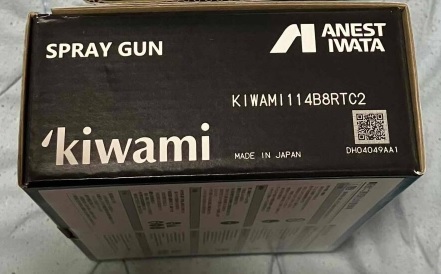 SPRAY GUN
ANEST
IWATA
KIWAMI114B8RTC2
'kiwami
MADE IN JAPAN
DH04049AA1